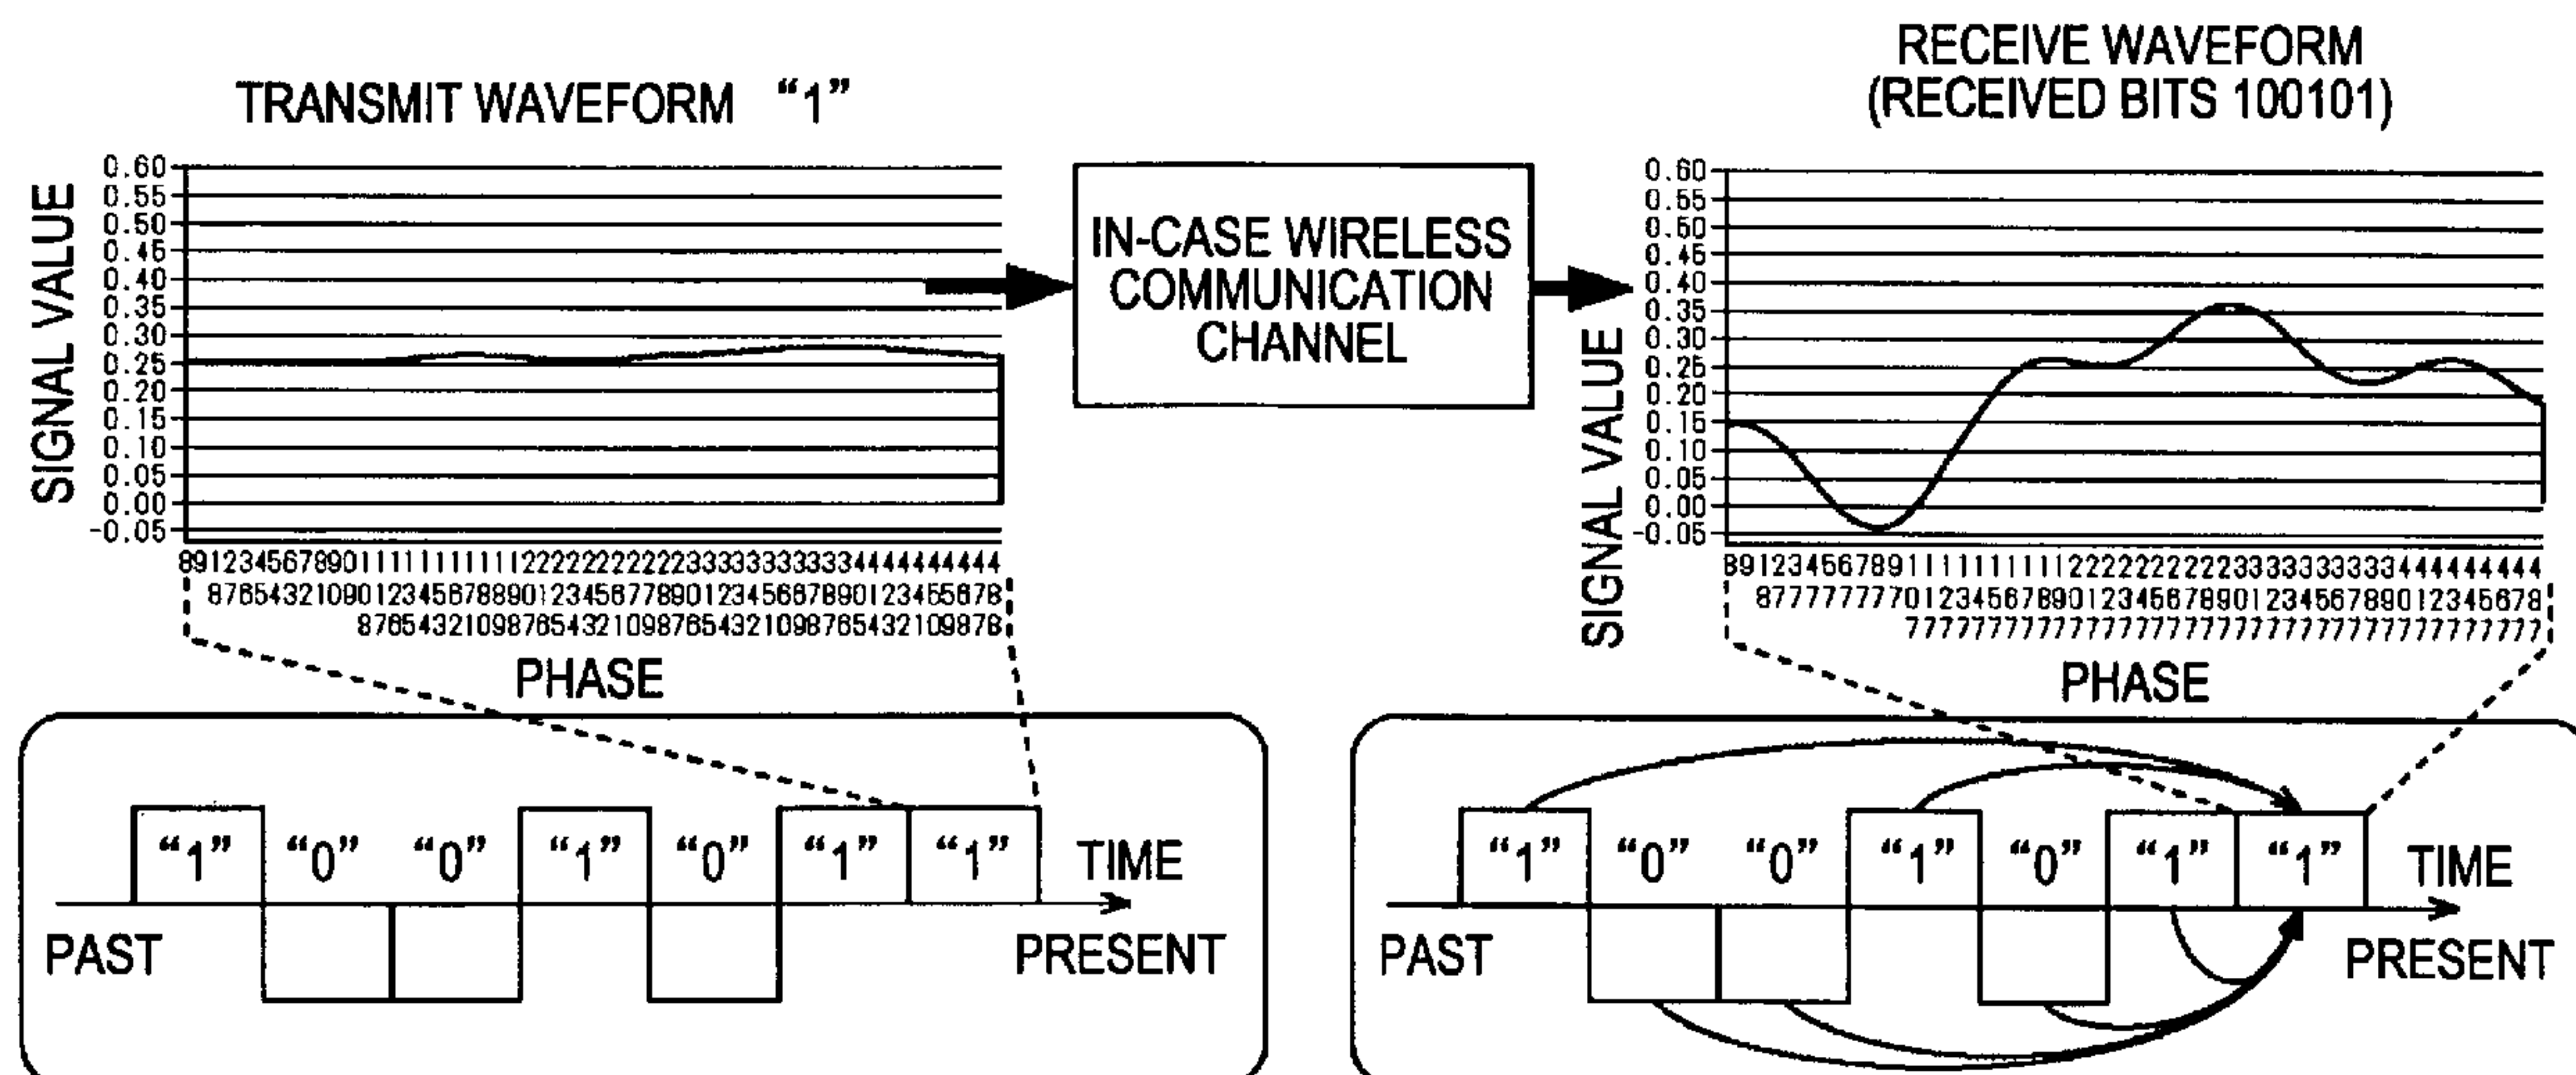 TRANSMIT WAVEFORM “1”
SIGNAL VALUE
0.60
0.55
0.50
0.45
0.40
0.35
0.30
0.25
0.20
0.15
0.10
0.05
0.00
-0.05
PHASE
IN-CASE WIRELESS
COMMUNICATION
CHANNEL
RECEIVE WAVEFORM
(RECEIVED BITS 100101)
SIGNAL VALUE
0.60
0.55
0.50
0.45
0.40
0.35
0.30
0.25
0.20
0.15
0.10
0.05
0.00
-0.05
PHASE
“1” “0” “0” “1” “0” “1” “1” TIME
PAST PRESENT
“1” “0” “0” “1” “0” “1” “1” TIME
PAST PRESENT